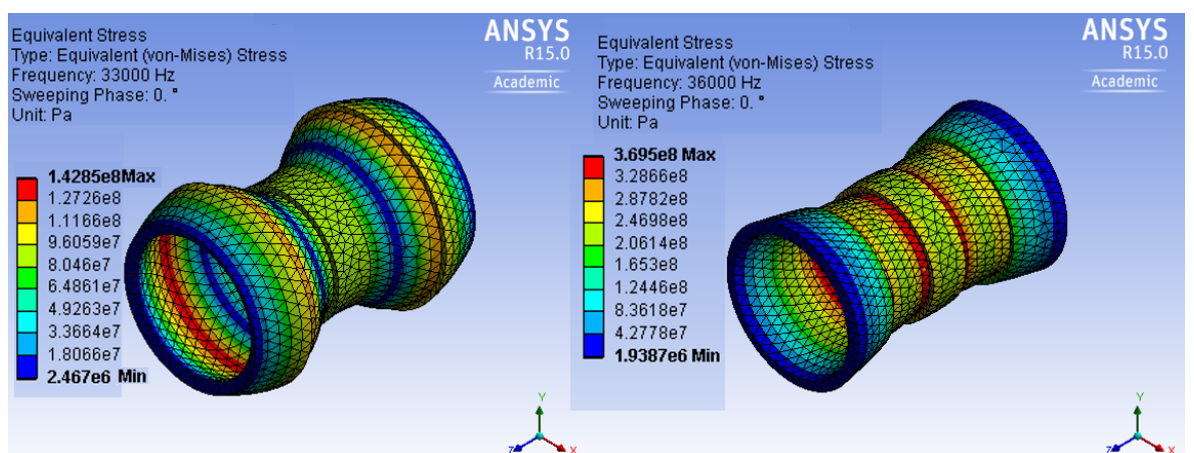 Equivalent Stress
Type: Equivalent (von-Mises) Stress
Frequency: 33000 Hz
Sweeping Phase: 0. °
Unit: Pa
1.4285e8Max
1.2726e8
1.1166e8
9.6059e7
8.046e7
6.4861e7
4.9263e7
3.3664e7
1.8066e7
2.467e6 Min
ANSYS
R15.0
Academic
Y
Z
X
Equivalent Stress
Type: Equivalent (von-Mises) Stress
Frequency: 36000 Hz
Sweeping Phase: 0. °
Unit: Pa
3.695e8 Max
3.2866e8
2.8782e8
2.4698e8
2.0614e8
1.653e8
1.2446e8
8.3618e7
4.2778e7
1.9387e6 Min
ANSYS
R15.0
Academic
Y
Z
X